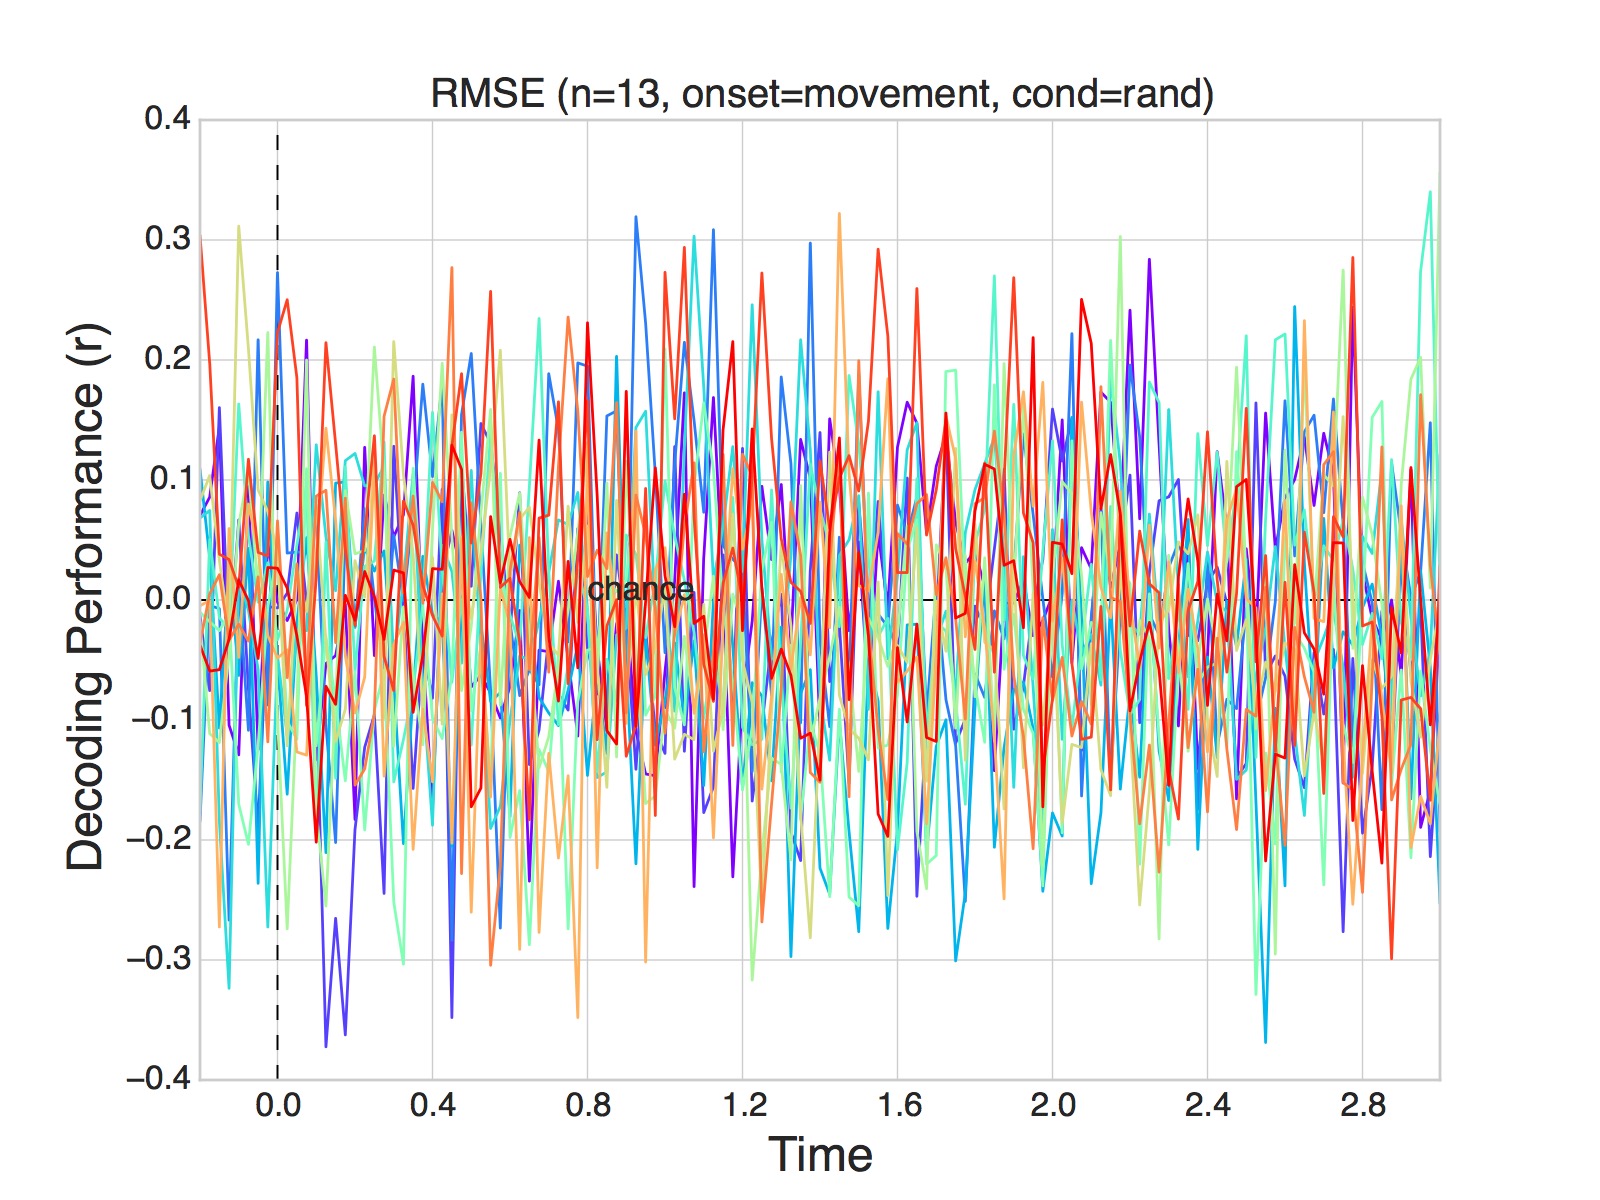 RMSE (n=13, onset=movement, cond=rand)
0.4
0.3
0.2
0.1
0.0
−0.1
−0.2
−0.3
−0.4
Decoding Performance (r)
chance
0.0 0.4 0.8 1.2 1.6 2.0 2.4 2.8
Time